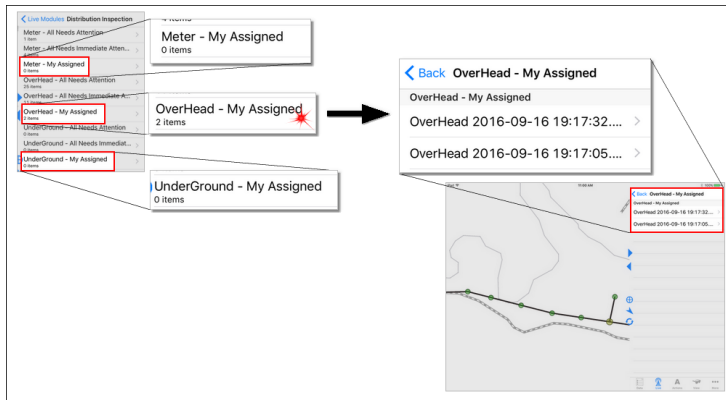 Live Modules Distribution Inspection
Meter - All Needs Attention
1 item
Meter - All Needs Immediate Atten...
Meter - My Assigned
0 items
OverHead - All Needs Attention
25 items
OverHead - All Needs Immediate A...
OverHead - My Assigned
2 items
UnderGround - All Needs Attention
0 items
UnderGround - All Needs Immediat...
0 items
UnderGround - My Assigned
0 items
Meter - My Assigned
0 items
OverHead - My Assigned
2 items
UnderGround - My Assigned
0 items
Back OverHead - My Assigned
OverHead - My Assigned
OverHead 2016-09-16 19:17:32....
OverHead 2016-09-16 19:17:05....
iPad
11:09 AM
100%
Back OverHead - My Assigned
OverHead - My Assigned
OverHead 2016-09-16 19:17:32...
OverHead 2016-09-16 19:17:05...